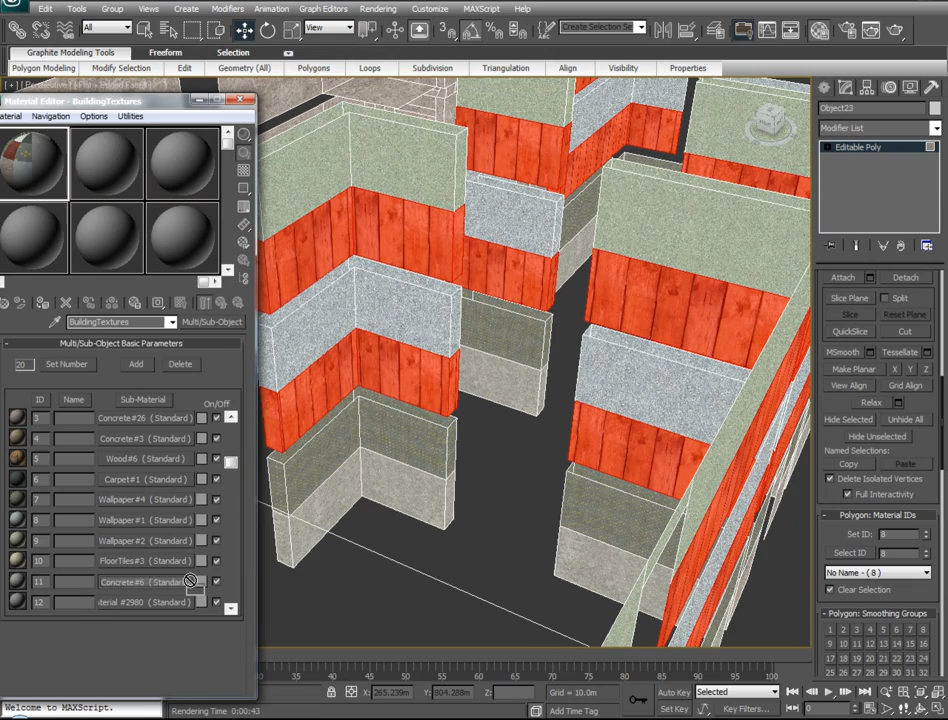 Edit Tools Group Views Create Modifiers Animation Graph Editors Rendering Customize MAXScript Help
All View Create Selection Se
Graphite Modeling Tools Freeform Selection
Polygon Modeling Modify Selection Edit Geometry (All) Polygons Loops Subdivision Triangulation Align Visibility Properties
Material Editor - BuildingTextures
aterial Navigation Options Utilities
BuildingTextures Multi/Sub-Object
- Multi/Sub-Object Basic Parameters
20 Set Number Add Delete
ID Name Sub-Material On/Off
3 Concrete#26 ( Standard )
4 Concrete#3 ( Standard )
5 Wood#6 ( Standard )
6 Carpet#1 ( Standard )
7 Wallpaper#4 ( Standard )
8 Wallpaper#1 ( Standard )
9 Wallpaper#2 ( Standard )
10 FloorTiles#3 ( Standard )
11 Concrete#6 ( Standard
12 terial #2980 ( Standard )
Object23
Modifier List
Editable Poly
Attach Detach
Slice Plane Split
Slice Reset Plane
QuickSlice Cut
MSmooth Tessellate
Make Planar X Y Z
View Align Grid Align
Relax
Hide Selected Unhide All
Hide Unselected
Named Selections:
Copy Paste
Delete Isolated Vertices
Full Interactivity
- Polygon: Material IDs
Set ID: 8
Select ID 8
No Name - ( 8 )
Clear Selection
- Polygon: Smoothing Groups
1 2 3 4 5 6 7 8
9 10 11 12 13 14 15 16
17 18 19 20 21 22 23 24
25 26 27 28 29 30 31 32
30 35 40 45 50 55 60 65 70 75 80 85 90 95 100
X: 265.239m Y: 804.288m Z: Grid = 10.0m Auto Key Selected
Welcome to MAXScript. Rendering Time 0:00:43 Add Time Tag Set Key Key Filters... 0